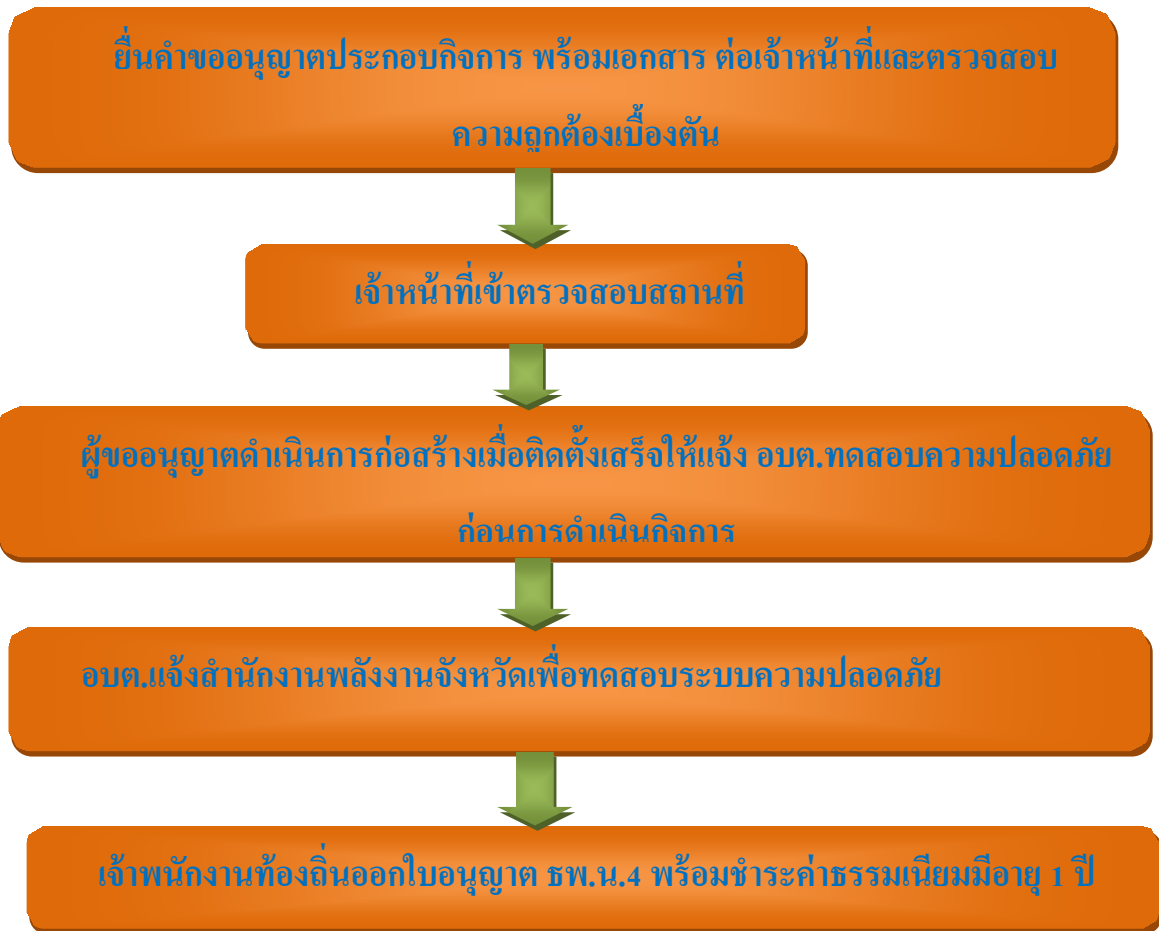 ยื่นคำขออนุญาตประกอบกิจการ พร้อมเอกสาร ต่อเจ้าหน้าที่และตรวจสอบ
ความถูกต้องเบื้องต้น
เจ้าหน้าที่เข้าตรวจสอบสถานที่
ผู้ขออนุญาตดำเนินการก่อสร้างเมื่อติดตั้งเสร็จให้แจ้ง อบต.ทดสอบความปลอดภัย
ก่อนการดำเนินกิจการ
อบต.แจ้งสำนักงานพลังงานจังหวัดเพื่อทดสอบระบบความปลอดภัย
เจ้าพนักงานท้องถิ่นออกใบอนุญาต ธพ.น.4 พร้อมชำระค่าธรรมเนียมมีอายุ 1 ปี